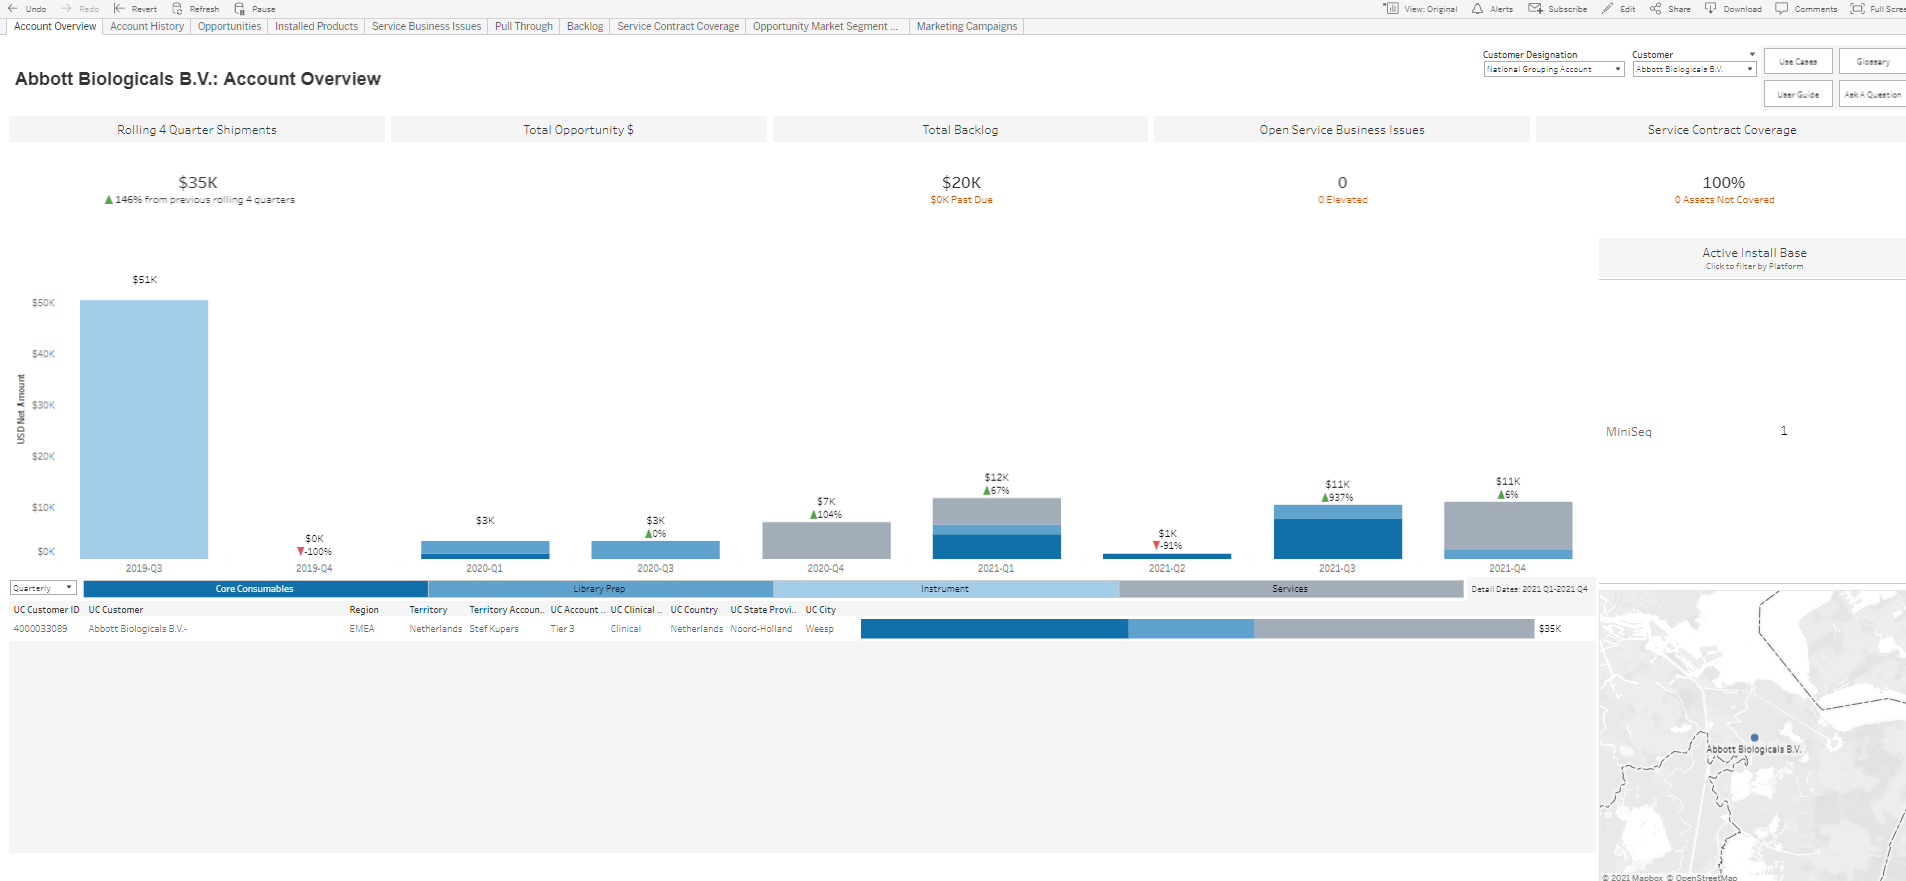 Undo Redo Revert Refresh Pause View: Original Alerts Subscribe Edit Share Download Comments Full Scre
Account Overview Account History Opportunities Installed Products Service Business Issues Pull Through Backlog Service Contract Coverage Opportunity Market Segment ... Marketing Campaigns
Customer Designation Customer
National Grouping Account Abbott Biologicals B.V.
Use Cases Glossary
Abbott Biologicals B.V.: Account Overview
User Guide Ask A Question
Rolling 4 Quarter Shipments Total Opportunity $ Total Backlog Open Service Business Issues Service Contract Coverage
$35K $20K 0 100%
▲ 146% from previous rolling 4 quarters $0K Past Due 0 Elevated 0 Assets Not Covered
Active Install Base
Click to filter by Platform
MiniSeq 1
USD Net Amount
$50K
$40K
$30K
$20K
$10K
$0K
$51K
$0K
▼-100%
$3K
$3K
▲0%
$7K
▲104%
$12K
▲67%
$1K
▼-91%
$11K
▲937%
$11K
▲6%
2019-Q3 2019-Q4 2020-Q1 2020-Q3 2020-Q4 2021-Q1 2021-Q2 2021-Q3 2021-Q4
Quarterly Core Consumables Library Prep Instrument Services Detail Dates: 2021 Q1-2021 Q4
UC Customer ID UC Customer Region Territory Territory Accoun.. UC Account .. UC Clinical .. UC Country UC State Provi.. UC City
4000033089 Abbott Biologicals B.V.- EMEA Netherlands Stef Kupers Tier 3 Clinical Netherlands Noord-Holland Weesp $35K
Abbott Biologicals B.V.
© 2021 Mapbox © OpenStreetMap